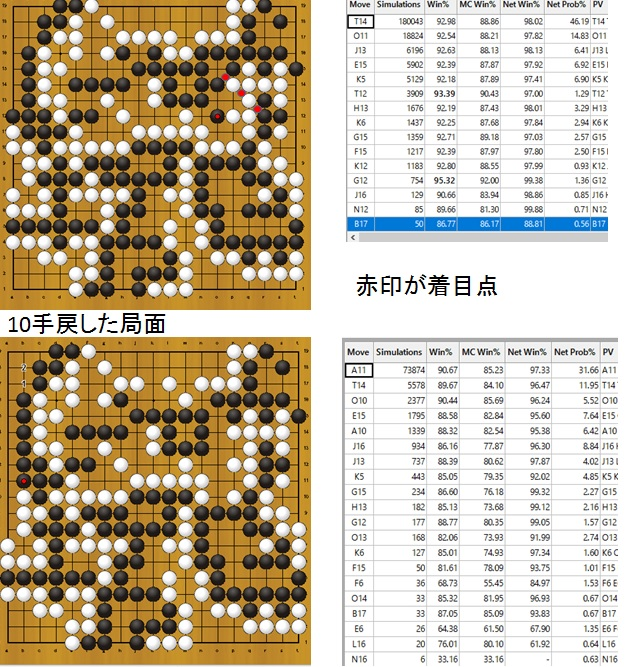 Move Simulations Win% MC Win% Net Win% Net Prob% PV
T14 180043 92.98 88.86 98.02 46.19 T14
O11 18824 92.54 88.21 97.82 14.83 O11
J13 6196 92.63 88.13 98.13 6.41 J13
E15 5902 92.39 87.87 97.92 6.92 E15
K5 5129 92.18 87.89 97.41 6.90 K5
T12 3909 93.39 90.43 97.00 1.29 T12
H13 1676 92.19 87.43 98.01 3.29 H13
K6 1437 92.25 87.68 97.84 2.94 K6
G15 1359 92.71 89.18 97.03 2.57 G15
F15 1217 92.39 87.97 97.80 2.50 F15
K12 1183 92.80 88.55 97.99 0.93 K12
G12 754 95.32 92.00 99.38 1.36 G12
J16 129 90.66 83.94 98.86 0.85 J16
N12 85 89.66 81.30 99.88 0.71 N12
B17 50 86.77 86.17 88.81 0.56 B17
赤印が着目点
10手戻した局面
2
1
Move Simulations Win% MC Win% Net Win% Net Prob% PV
A11 73874 90.67 85.23 97.33 31.66 A11
T14 5578 89.67 84.10 96.47 11.95 T14
O10 2377 90.44 85.69 96.24 5.52 O10
E15 1795 88.58 82.84 95.60 7.64 E15
A10 1339 88.32 82.54 95.38 6.42 A10
J16 934 86.16 77.87 96.30 8.84 J16
J13 737 88.39 80.62 97.87 4.02 J13
K5 443 85.05 79.35 92.02 4.85 K5
G15 234 86.60 76.18 99.32 2.27 G15
H13 182 85.13 73.68 99.12 2.16 H13
G12 177 88.77 80.35 99.05 1.57 G12
O13 168 82.06 73.93 91.99 2.74 O13
K6 127 85.01 74.93 97.34 1.60 K6
F15 50 81.61 78.09 93.75 1.01 F15
F6 36 68.73 55.45 84.97 1.53 F6
O14 33 85.32 81.95 96.93 0.67 O14
B17 33 87.05 85.09 93.83 0.67 B17
E6 26 64.38 61.50 67.90 1.35 E6
L16 20 76.01 80.10 61.92 0.64 L16
N16 6 33.16 33.16 - 0.63 N16